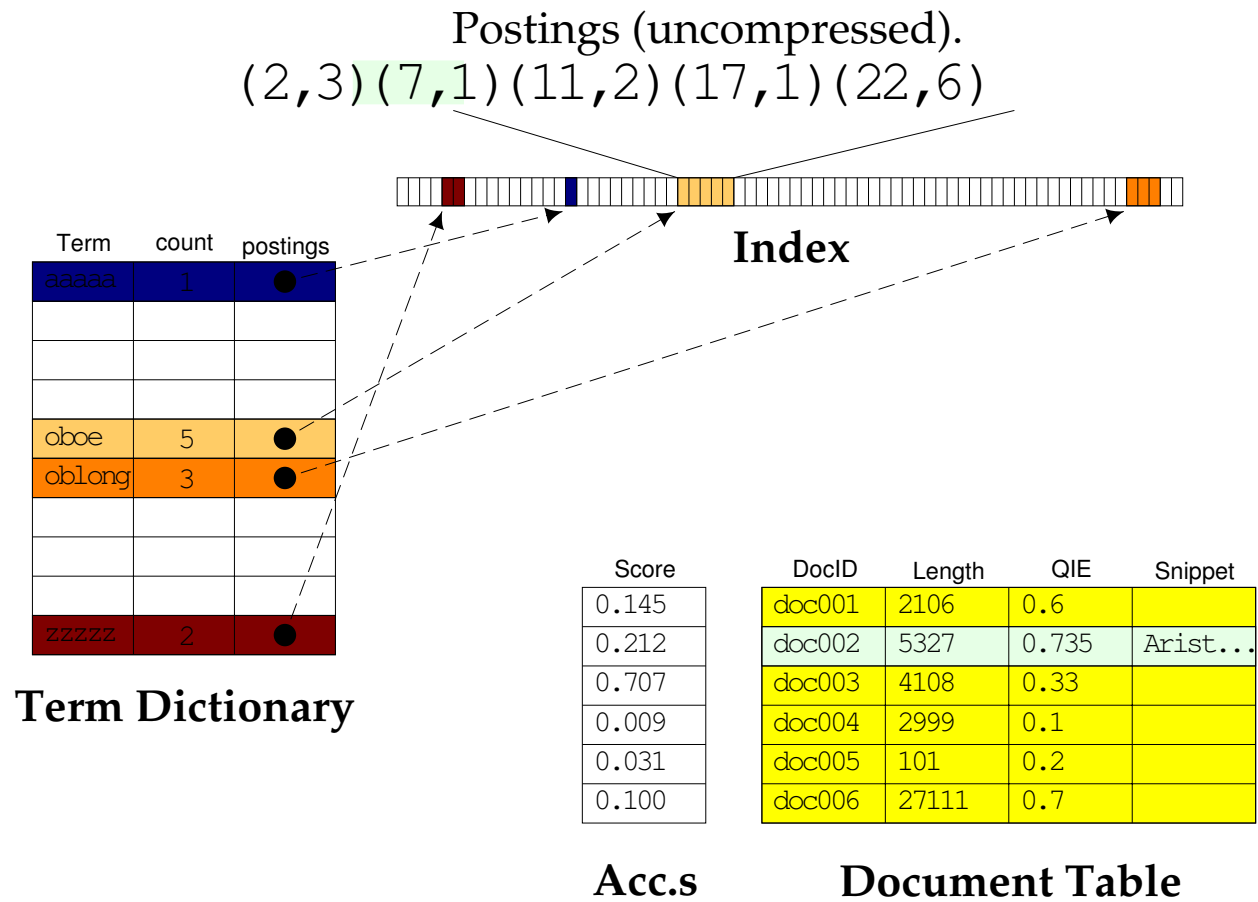 Postings (uncompressed).
(2,3)(7,1)(11,2)(17,1)(22,6)
Index
Term count postings
aaaaa 1
oboe 5
oblong 3
zzzzz 2
Term Dictionary
Score
0.145
0.212
0.707
0.009
0.031
0.100
Acc.s
DocID Length QIE Snippet
doc001 2106 0.6
doc002 5327 0.735 Arist...
doc003 4108 0.33
doc004 2999 0.1
doc005 101 0.2
doc006 27111 0.7
Document Table